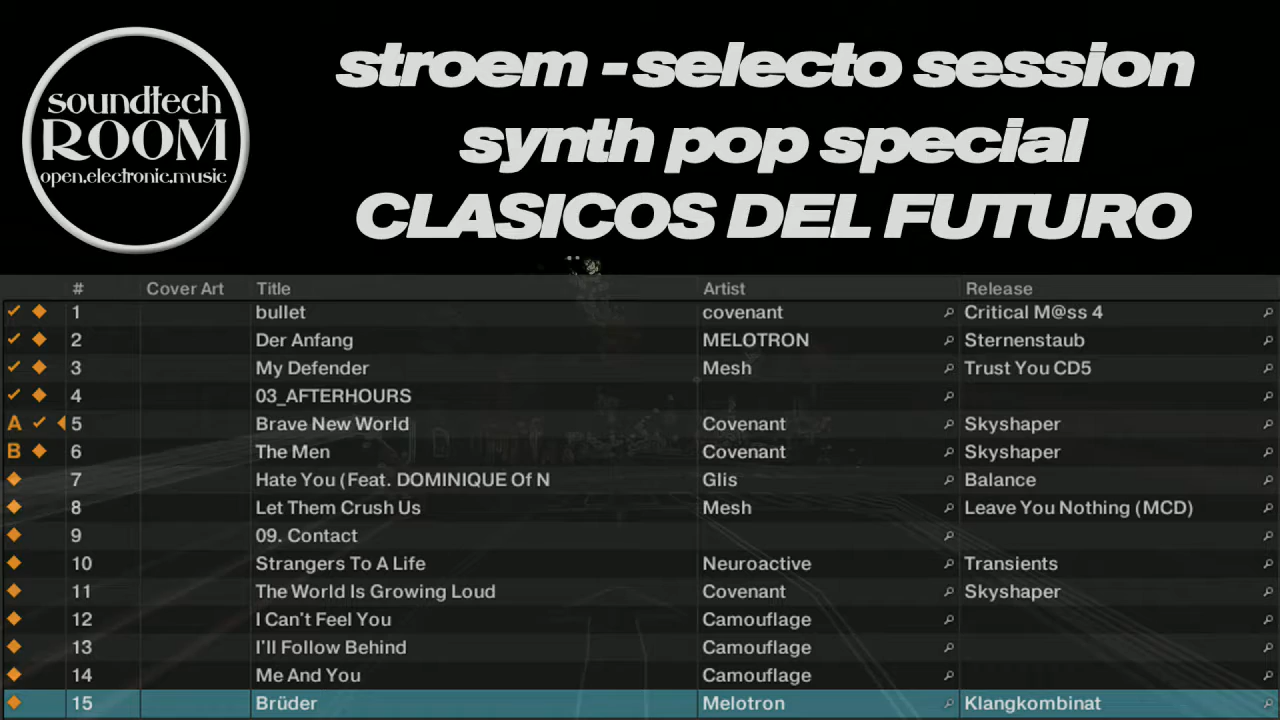 soundtech
ROOM
open.electronic.music
stroem - selecto session
synth pop special
CLASICOS DEL FUTURO
# Cover Art Title Artist Release
1 bullet covenant Critical M@ss 4
2 Der Anfang MELOTRON Sternenstaub
3 My Defender Mesh Trust You CD5
4 03_AFTERHOURS
A 5 Brave New World Covenant Skyshaper
B 6 The Men Covenant Skyshaper
7 Hate You (Feat. DOMINIQUE Of N Glis Balance
8 Let Them Crush Us Mesh Leave You Nothing (MCD)
9 09. Contact
10 Strangers To A Life Neuroactive Transients
11 The World Is Growing Loud Covenant Skyshaper
12 I Can't Feel You Camouflage
13 I'll Follow Behind Camouflage
14 Me And You Camouflage
15 Brüder Melotron Klangkombinat